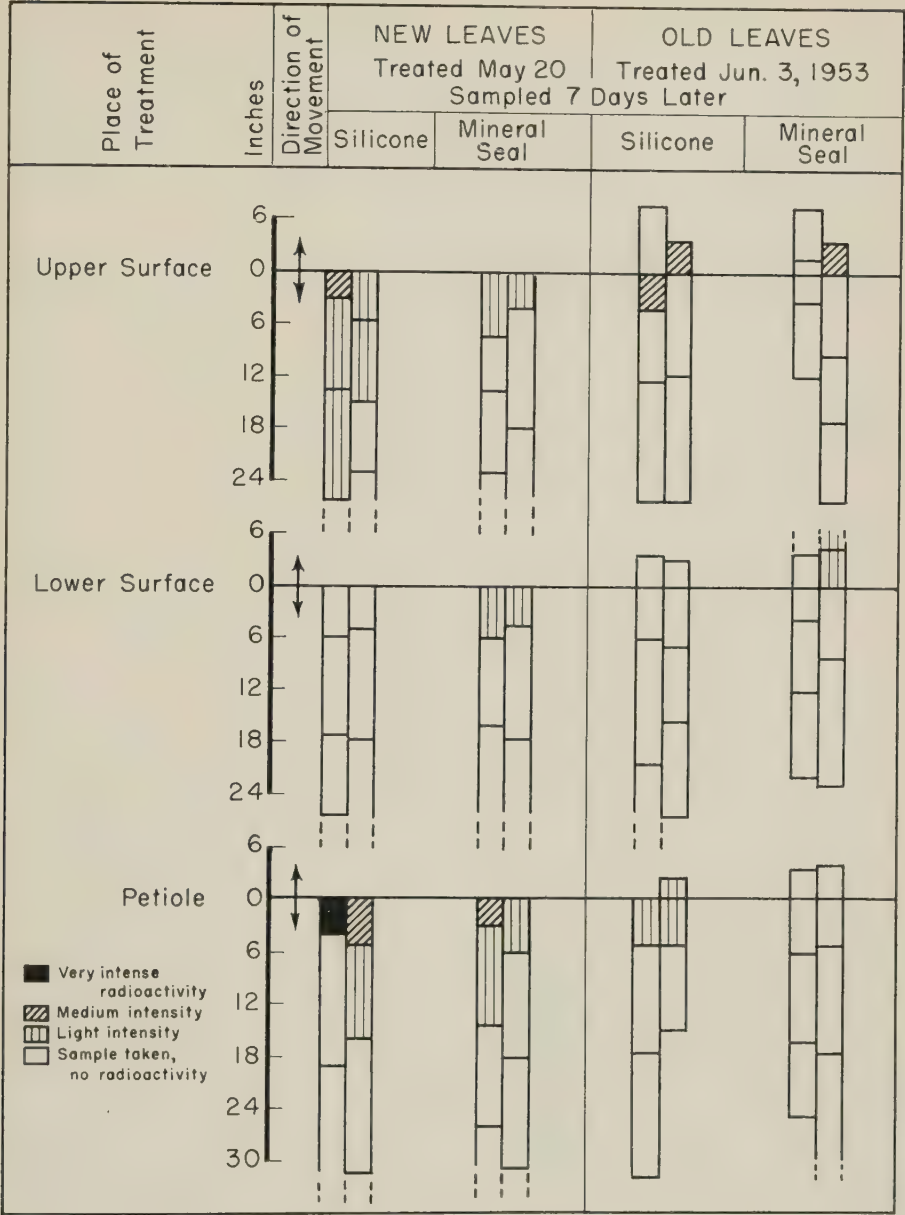 Place of
Treatment
Inches
Direction of
Movement
NEW LEAVES
Treated May 20
OLD LEAVES
Treated Jun. 3, 1953
Sampled 7 Days Later
Silicone
Mineral
Seal
Silicone
Mineral
Seal
Upper Surface
6
0
6
12
18
24
Lower Surface
6
0
6
12
18
24
Petiole
6
0
6
12
18
24
30
Very intense
radioactivity
Medium intensity
Light intensity
Sample taken,
no radioactivity